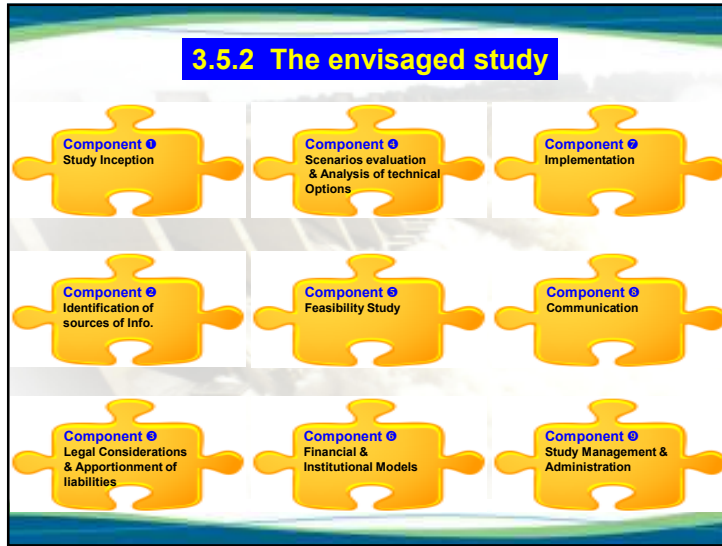 3.5.2 The envisaged study
Component ❶
Study Inception
Component ❷
Identification of
sources of Info.
Component ❸
Legal Considerations
& Apportionment of
liabilities
Component ❹
Scenarios evaluation
& Analysis of technical
Options
Component ❺
Feasibility Study
Component ❻
Financial &
Institutional Models
Component ❼
Implementation
Component ❽
Communication
Component ❾
Study Management &
Administration